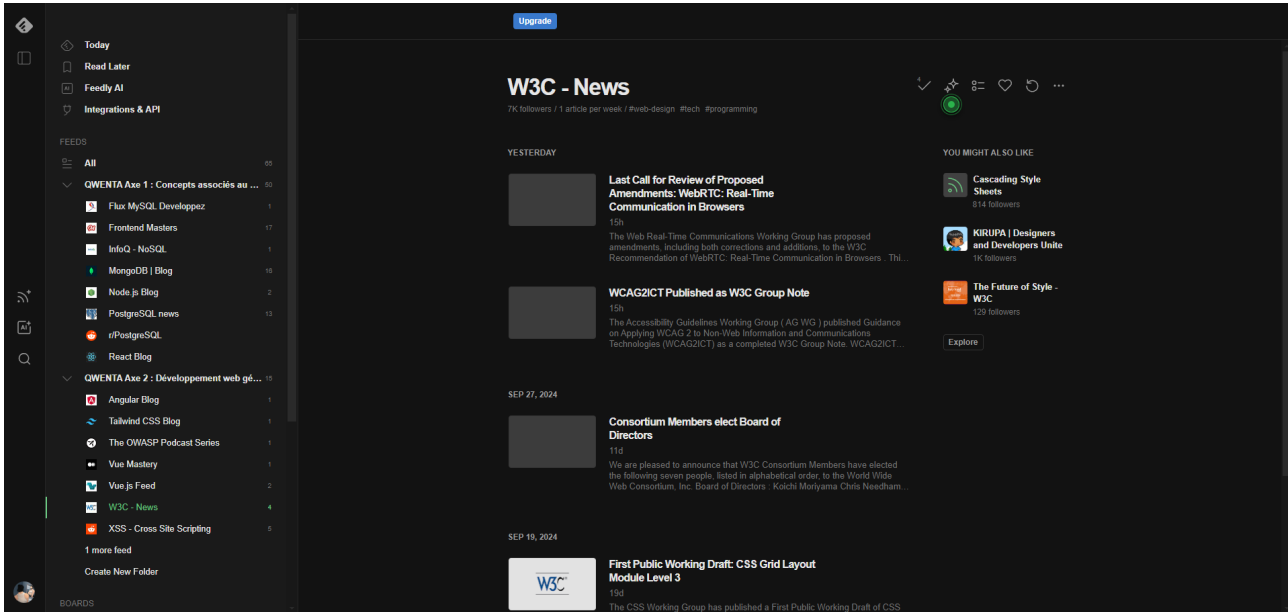 Upgrade
Today
Read Later
AI Feedly AI
Integrations & API
FEEDS
All 65
QWENTA Axe 1 : Concepts associés au ... 50
Flux MySQL Developpez 1
Frontend Masters 17
InfoQ - NoSQL 1
MongoDB | Blog 16
Node.js Blog 2
PostgreSQL news 13
r/PostgreSQL
React Blog
QWENTA Axe 2 : Développement web gé... 15
Angular Blog 1
Tailwind CSS Blog 1
The OWASP Podcast Series 1
Vue Mastery 1
Vue.js Feed 2
W3C - News 4
XSS - Cross Site Scripting 5
1 more feed
Create New Folder
BOARDS
AI
W3C - News
4
7K followers / 1 article per week / #web-design #tech #programming
YESTERDAY
Last Call for Review of Proposed
Amendments: WebRTC: Real-Time
Communication in Browsers
15h
The Web Real-Time Communications Working Group has proposed
amendments, including both corrections and additions, to the W3C
Recommendation of WebRTC: Real-Time Communication in Browsers . Thi...
WCAG2ICT Published as W3C Group Note
15h
The Accessibility Guidelines Working Group ( AG WG ) published Guidance
on Applying WCAG 2 to Non-Web Information and Communications
Technologies (WCAG2ICT) as a completed W3C Group Note. WCAG2ICT...
SEP 27, 2024
Consortium Members elect Board of
Directors
11d
We are pleased to announce that W3C Consortium Members have elected
the following seven people, listed in alphabetical order, to the World Wide
Web Consortium, Inc. Board of Directors : Koichi Moriyama Chris Needham...
SEP 19, 2024
W3C
First Public Working Draft: CSS Grid Layout
Module Level 3
19d
The CSS Working Group has published a First Public Working Draft of CSS
YOU MIGHT ALSO LIKE
Cascading Style
Sheets
814 followers
KIRUPA | Designers
and Developers Unite
1K followers
The Future of Style -
W3C
129 followers
Explore